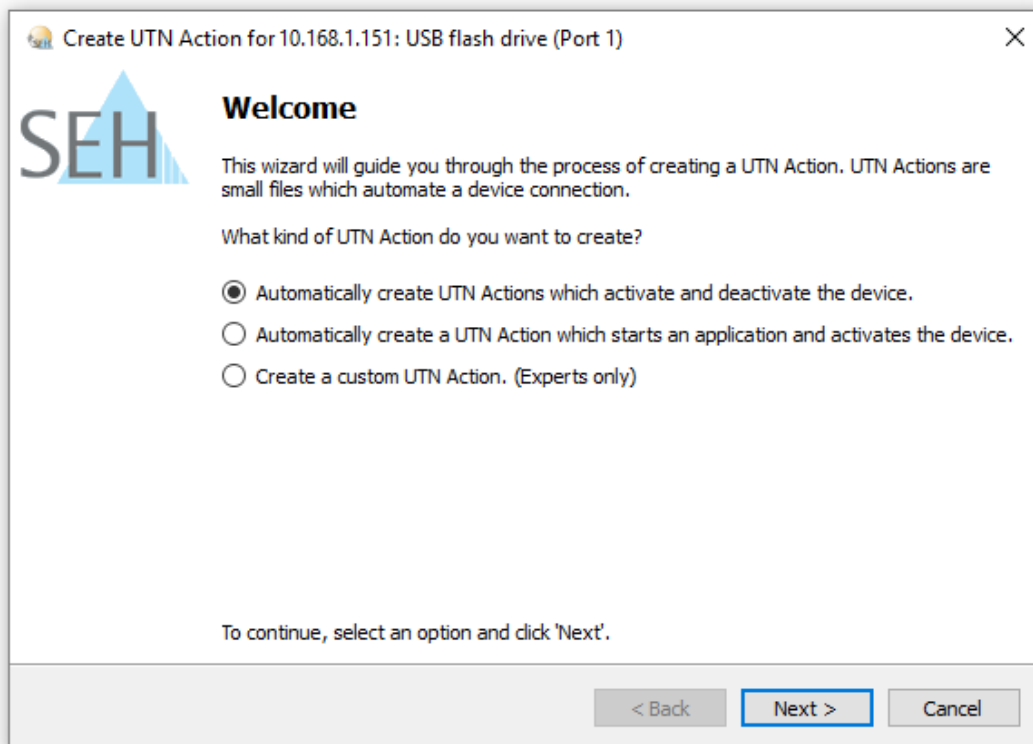 Create UTN Action for 10.168.1.151: USB flash drive (Port 1)
SEH
Welcome
This wizard will guide you through the process of creating a UTN Action. UTN Actions are
small files which automate a device connection.
What kind of UTN Action do you want to create?
Automatically create UTN Actions which activate and deactivate the device.
Automatically create a UTN Action which starts an application and activates the device.
Create a custom UTN Action. (Experts only)
To continue, select an option and click 'Next'.
< Back
Next >
Cancel